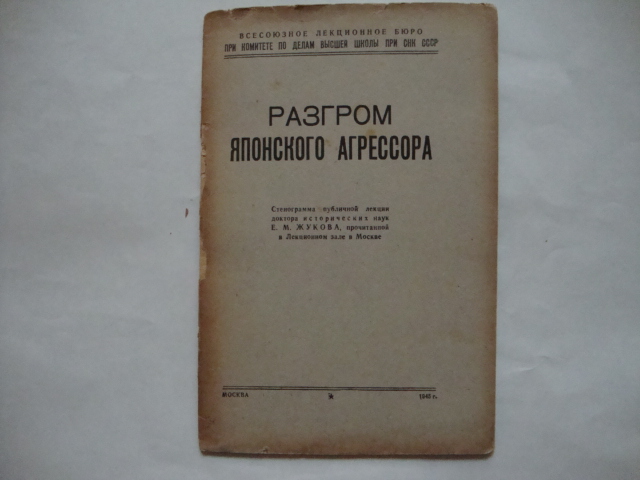 ВСЕСОЮЗНОЕ ЛЕКЦИОННОЕ БЮРО
ПРИ КОМИТЕТЕ ПО ДЕЛАМ ВЫСШЕЙ ШКОЛЫ ПРИ СНК СССР
РАЗГРОМ
ЯПОНСКОГО АГРЕССОРА
Стенограмма публичной лекции
доктора исторических наук
Е. М. ЖУКОВА, прочитанной
в Лекционном зале в Москве
МОСКВА
г.